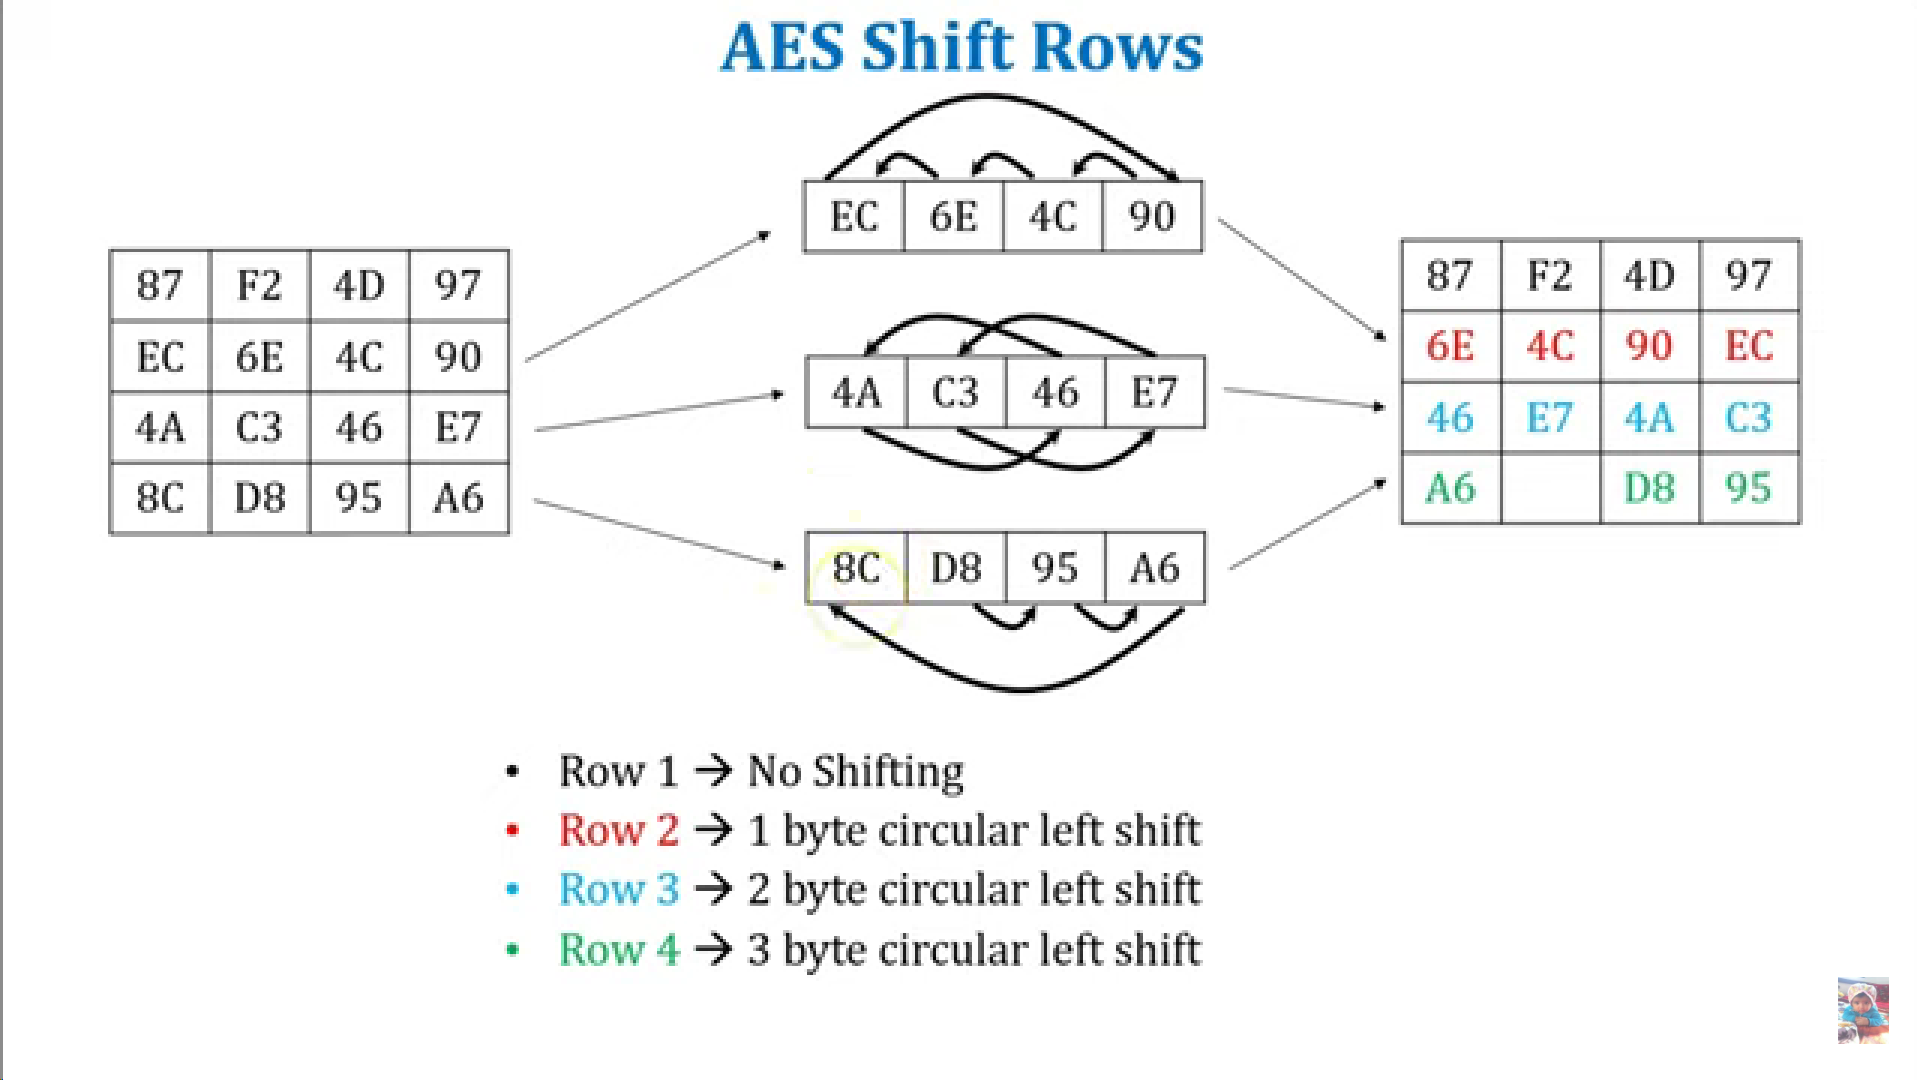 AES Shift Rows
EC 6E 4C 90
87 F2 4D 97
EC 6E 4C 90
4A C3 46 E7
8C D8 95 A6
4A C3 46 E7
8C D8 95 A6
87 F2 4D 97
6E 4C 90 EC
46 E7 4A C3
A6 D8 95
• Row 1 → No Shifting
• Row 2 → 1 byte circular left shift
• Row 3 → 2 byte circular left shift
• Row 4 → 3 byte circular left shift